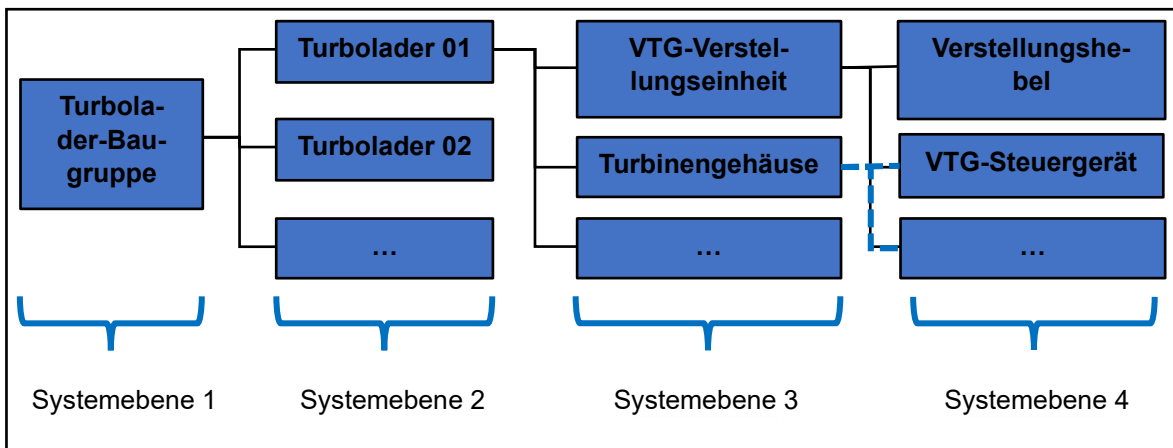 Turbola-
der-Bau-
gruppe
Turbolader 01
Turbolader 02
...
VTG-Verstel-
lungseinheit
Turbinengehäuse
...
Verstellungshe-
bel
VTG-Steuergerät
...
Systemebene 1
Systemebene 2
Systemebene 3
Systemebene 4